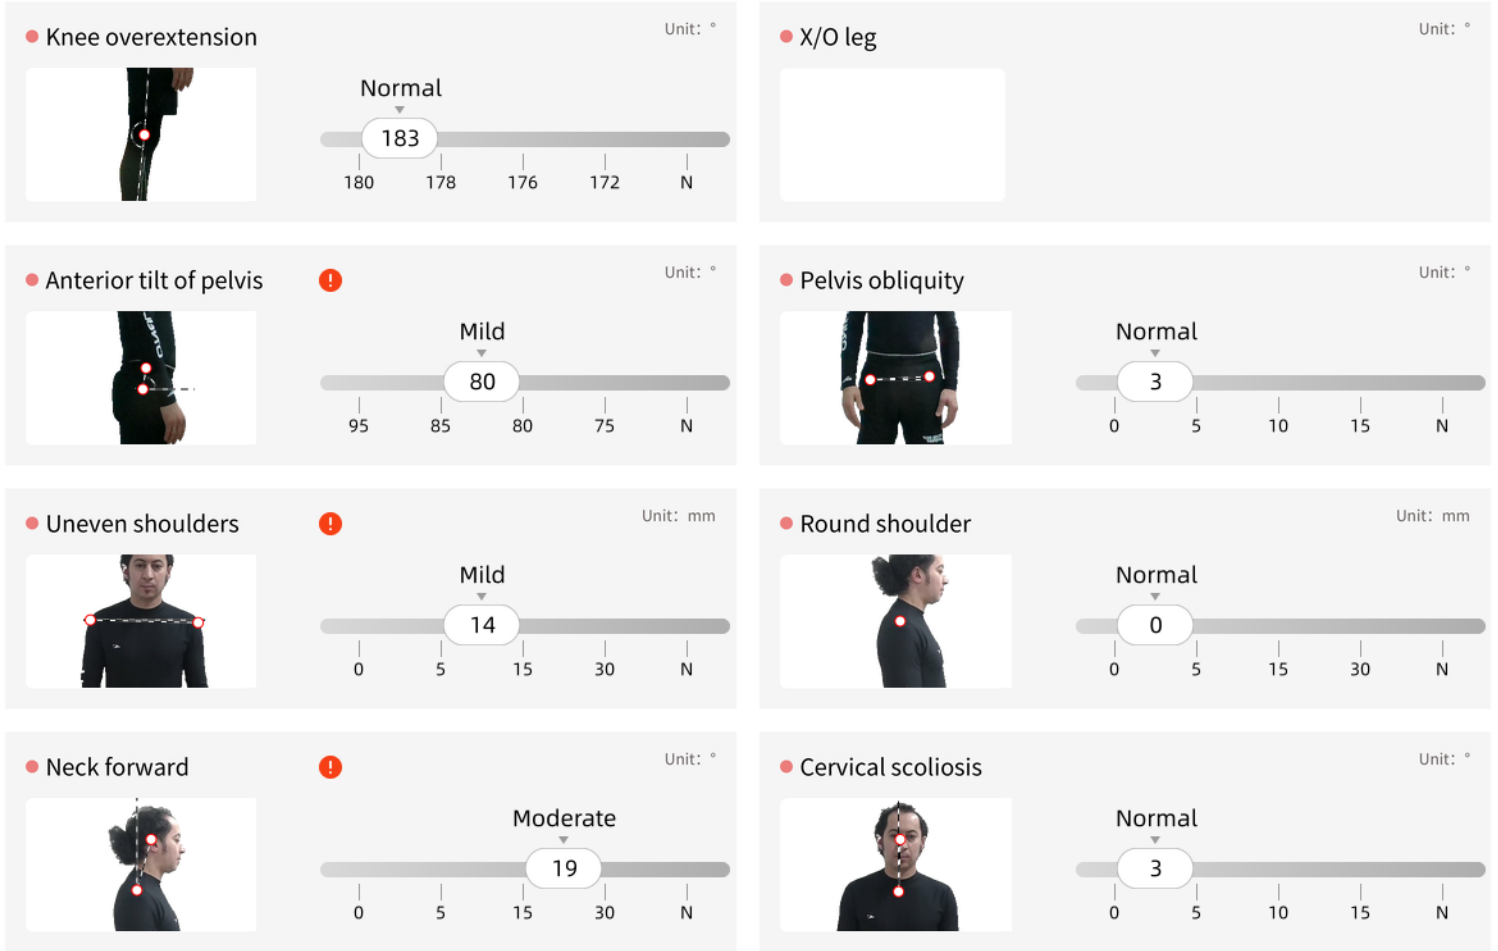 Knee overextension
Unit: °
Normal
183
180 178 176 172 N
X/O leg
Unit: °
Anterior tilt of pelvis
!
Unit: °
Mild
80
95 85 80 75 N
Pelvis obliquity
Unit: °
Normal
3
0 5 10 15 N
Uneven shoulders
!
Unit: mm
Mild
14
0 5 15 30 N
Round shoulder
Unit: mm
Normal
0
0 5 15 30 N
Neck forward
!
Unit: °
Moderate
19
0 5 15 30 N
Cervical scoliosis
Unit: °
Normal
3
0 5 10 15 N